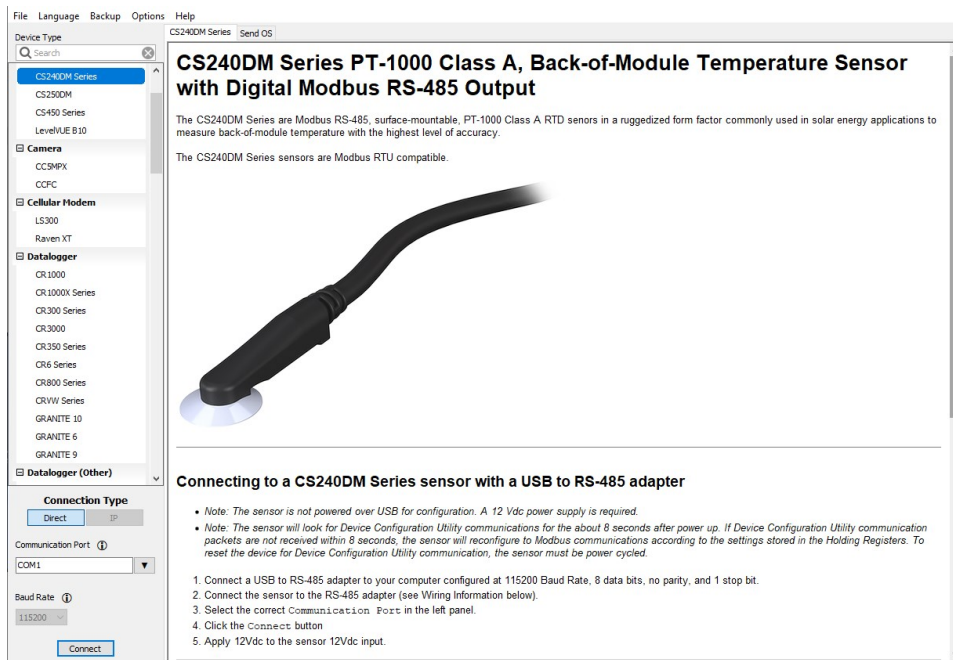 File Language Backup Options Help
Device Type
Search
CS240DM Series
CS250DM
CS450 Series
LevelVUE B10
Camera
CC5MPX
CCFC
Cellular Modem
LS300
Raven XT
Datalogger
CR1000
CR1000X Series
CR300 Series
CR3000
CR350 Series
CR6 Series
CR800 Series
CRVW Series
GRANITE 10
GRANITE 6
GRANITE 9
Datalogger (Other)
Connection Type
Direct IP
Communication Port
COM1
Baud Rate
115200
Connect
CS240DM Series Send OS
CS240DM Series PT-1000 Class A, Back-of-Module Temperature Sensor
with Digital Modbus RS-485 Output
The CS240DM Series are Modbus RS-485, surface-mountable, PT-1000 Class A RTD senors in a ruggedized form factor commonly used in solar energy applications to
measure back-of-module temperature with the highest level of accuracy.
The CS240DM Series sensors are Modbus RTU compatible.
Connecting to a CS240DM Series sensor with a USB to RS-485 adapter
• Note: The sensor is not powered over USB for configuration. A 12 Vdc power supply is required.
• Note: The sensor will look for Device Configuration Utility communications for the about 8 seconds after power up. If Device Configuration Utility communication
packets are not received within 8 seconds, the sensor will reconfigure to Modbus communications according to the settings stored in the Holding Registers. To
reset the device for Device Configuration Utility communication, the sensor must be power cycled.
1. Connect a USB to RS-485 adapter to your computer configured at 115200 Baud Rate, 8 data bits, no parity, and 1 stop bit.
2. Connect the sensor to the RS-485 adapter (see Wiring Information below).
3. Select the correct Communication Port in the left panel.
4. Click the Connect button
5. Apply 12Vdc to the sensor 12Vdc input.